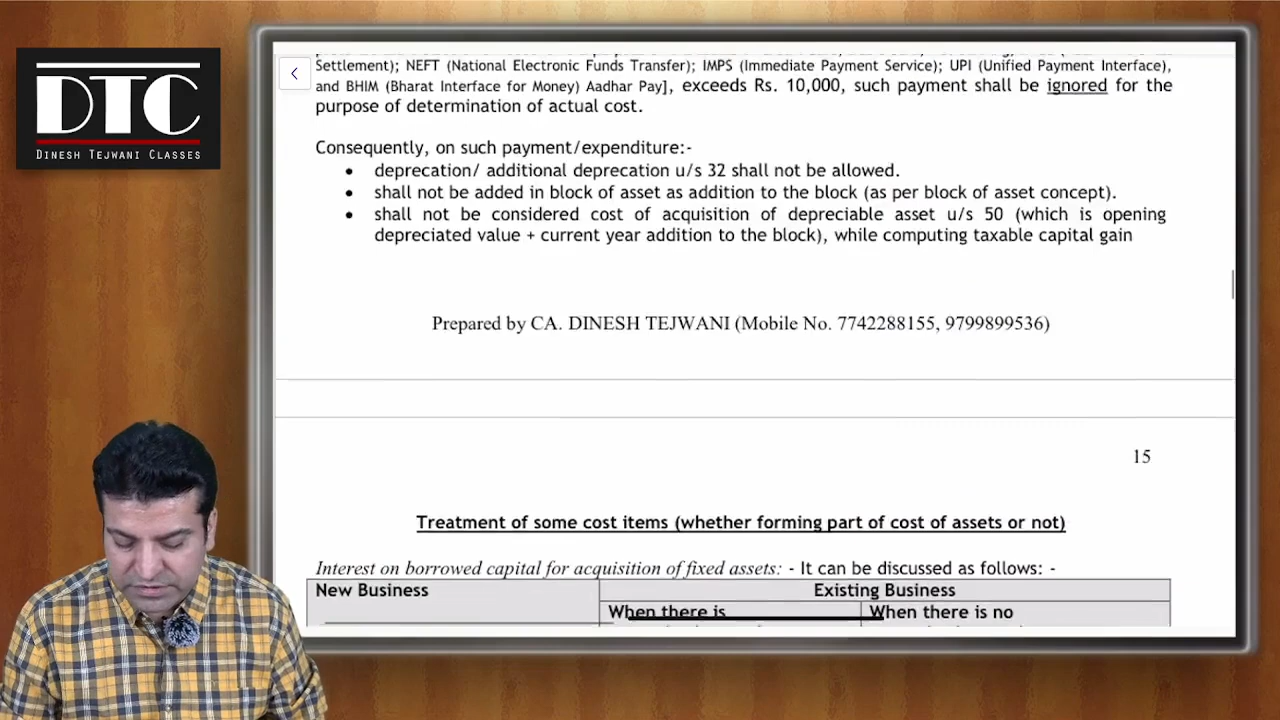 DTC
DINESH TEJWANI CLASSES
Settlement); NEFT (National Electronic Funds Transfer); IMPS (Immediate Payment Service); UPI (Unified Payment Interface),
and BHIM (Bharat Interface for Money) Aadhar Pay], exceeds Rs. 10,000, such payment shall be ignored for the
purpose of determination of actual cost.
Consequently, on such payment/expenditure:-
• deprecation/ additional deprecation u/s 32 shall not be allowed.
• shall not be added in block of asset as addition to the block (as per block of asset concept).
• shall not be considered cost of acquisition of depreciable asset u/s 50 (which is opening
depreciated value + current year addition to the block), while computing taxable capital gain
Prepared by CA. DINESH TEJWANI (Mobile No. 7742288155, 9799899536)
15
Treatment of some cost items (whether forming part of cost of assets or not)
Interest on borrowed capital for acquisition of fixed assets: - It can be discussed as follows: -
New Business
Existing Business
When there is
When there is no